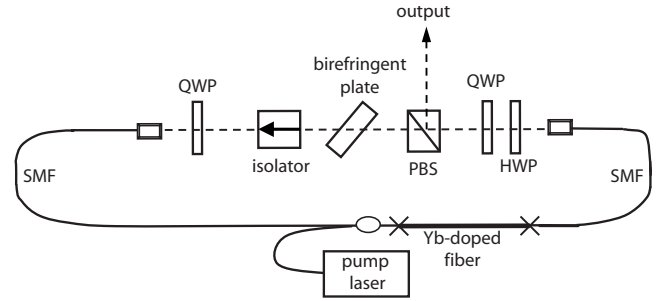 output
birefringent
plate
QWP
QWP
isolator
PBS
HWP
SMF
SMF
Yb-doped
fiber
pump
laser